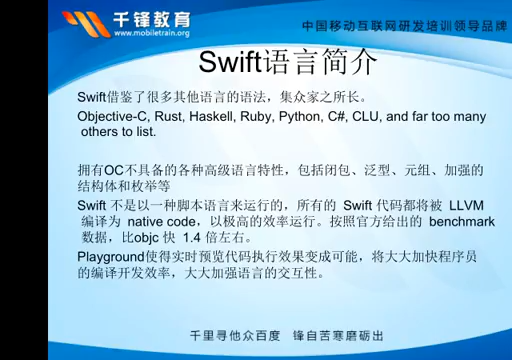 千锋教育
www.mobiletrain.org
中国移动互联网研发培训领导品牌
Swift语言简介
Swift借鉴了很多其他语言的语法，集众家之所长。
Objective-C, Rust, Haskell, Ruby, Python, C#, CLU, and far too many
others to list.
拥有OC不具备的各种高级语言特性，包括闭包、泛型、元组、加强的
结构体和枚举等
Swift 不是以一种脚本语言来运行的，所有的 Swift 代码都将被 LLVM
编译为 native code，以极高的效率运行。按照官方给出的 benchmark
数据，比objc 快 1.4 倍左右。
Playground使得实时预览代码执行效果变成可能，将大大加快程序员
的编译开发效率，大大加强语言的交互性。
千里寻他众百度 锋自苦寒磨砺出